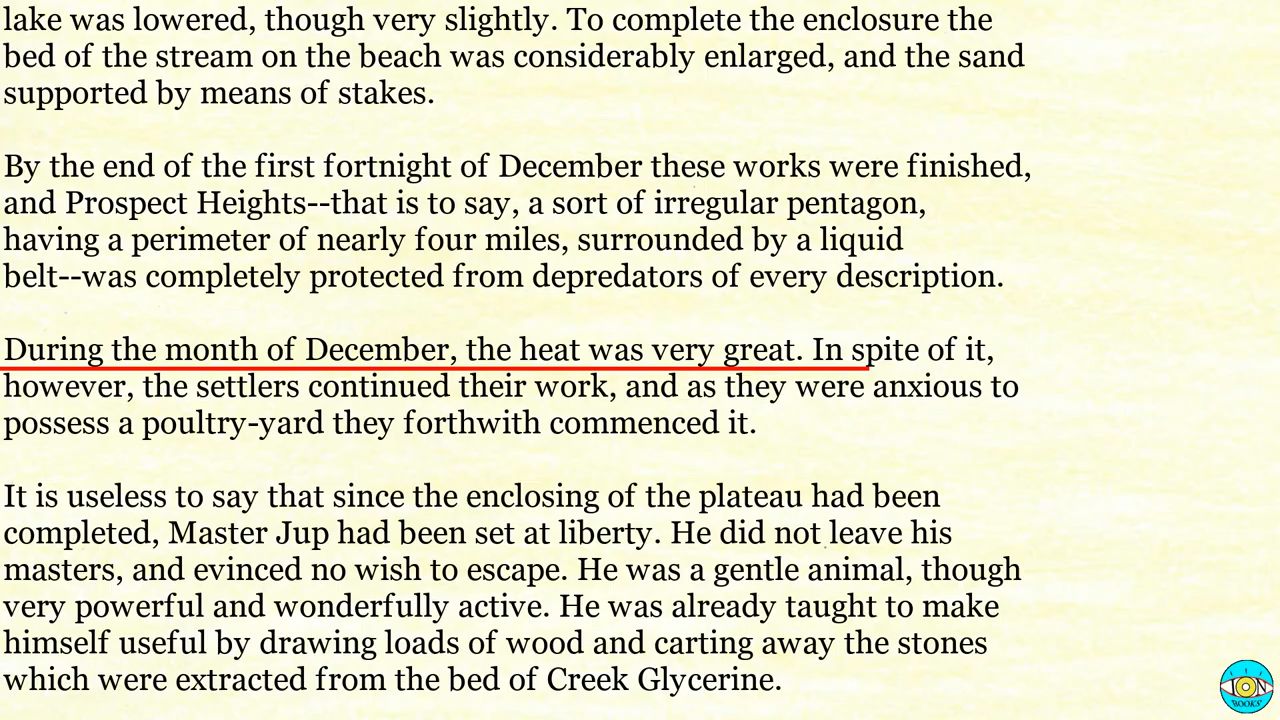 lake was lowered, though very slightly. To complete the enclosure the
bed of the stream on the beach was considerably enlarged, and the sand
supported by means of stakes.
By the end of the first fortnight of December these works were finished,
and Prospect Heights--that is to say, a sort of irregular pentagon,
having a perimeter of nearly four miles, surrounded by a liquid
belt--was completely protected from depredators of every description.
During the month of December, the heat was very great. In spite of it,
however, the settlers continued their work, and as they were anxious to
possess a poultry-yard they forthwith commenced it.
It is useless to say that since the enclosing of the plateau had been
completed, Master Jup had been set at liberty. He did not leave his
masters, and evinced no wish to escape. He was a gentle animal, though
very powerful and wonderfully active. He was already taught to make
himself useful by drawing loads of wood and carting away the stones
which were extracted from the bed of Creek Glycerine.
ION
BOOKS